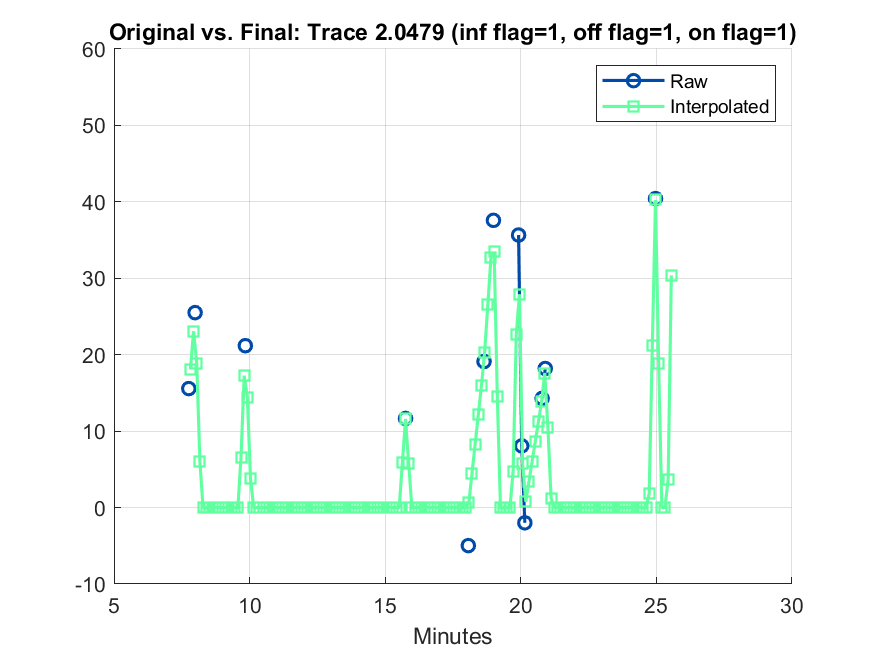 Original vs. Final: Trace 2.0479 (inf flag=1, off flag=1, on flag=1)
60
50
40
30
20
10
0
-10
Raw
Interpolated
5 10 15 20 25 30
Minutes